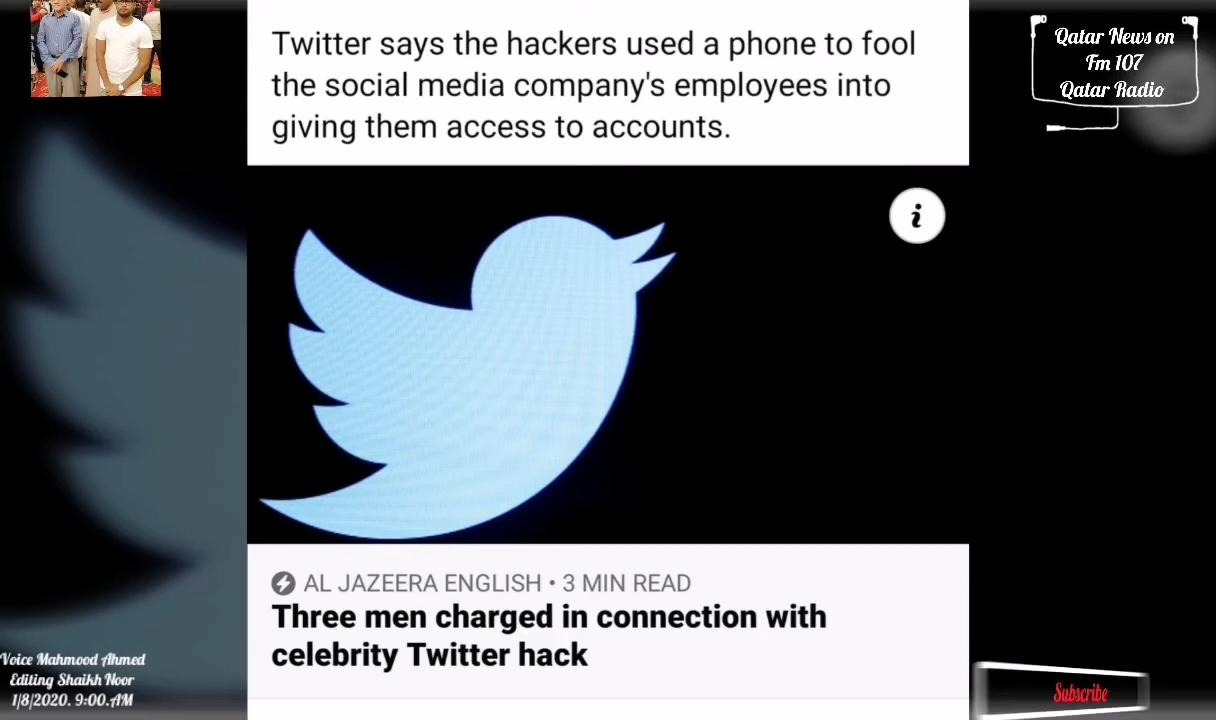 Twitter says the hackers used a phone to fool
the social media company's employees into
giving them access to accounts.
Qatar News on
Fm 107
Qatar Radio
i
AL JAZEERA ENGLISH • 3 MIN READ
Three men charged in connection with
celebrity Twitter hack
Voice Mahmood Ahmed
Editing Shaikh Noor
1/8/2020. 9:00.AM
Subscribe